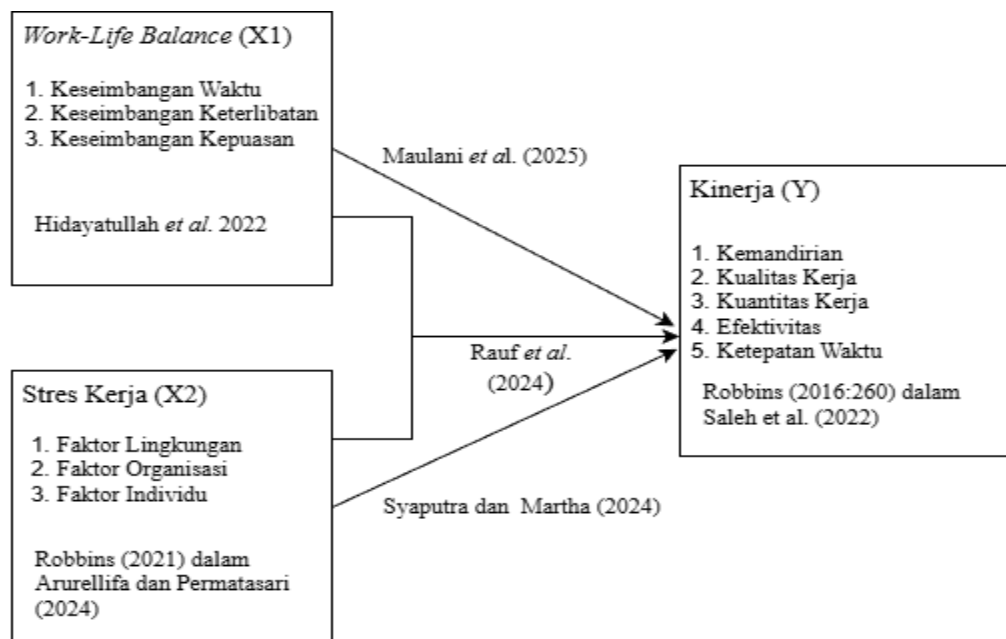 Work-Life Balance (X1)
1. Keseimbangan Waktu
2. Keseimbangan Keterlibatan
3. Keseimbangan Kepuasan
Hidayatullah et al. 2022
Maulani et al. (2025)
Kinerja (Y)
1. Kemandirian
2. Kualitas Kerja
3. Kuantitas Kerja
4. Efektivitas
5. Ketepatan Waktu
Robbins (2016:260) dalam
Saleh et al. (2022)
Rauf et al.
(2024)
Stres Kerja (X2)
1. Faktor Lingkungan
2. Faktor Organisasi
3. Faktor Individu
Robbins (2021) dalam
Arurellifa dan Permatasari
(2024)
Syaputra dan Martha (2024)